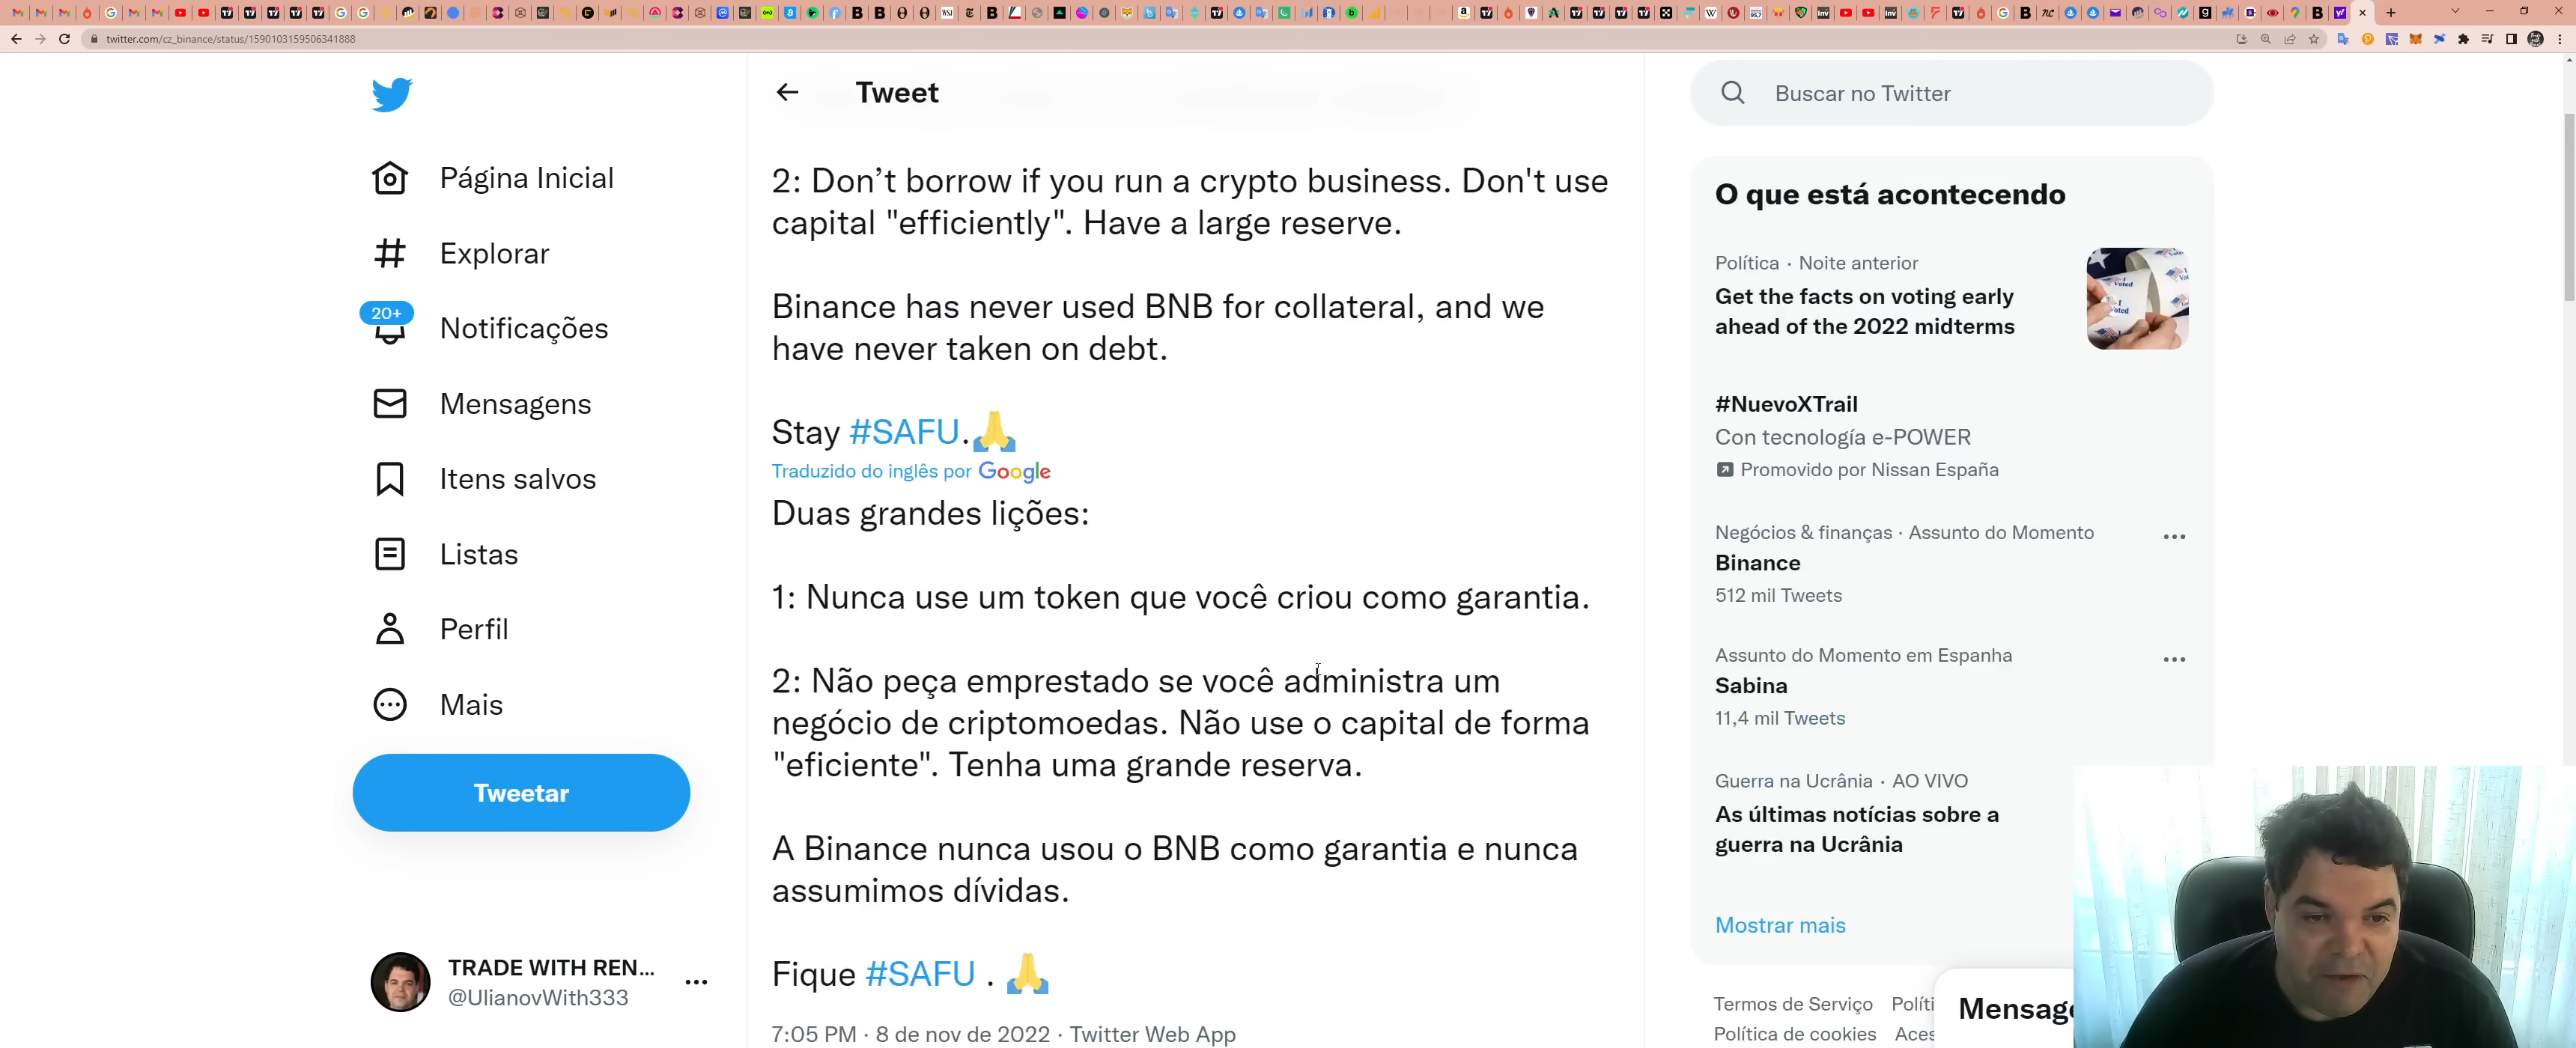 twitter.com/cz_binance/status/1590103159506341888
Tweet
Buscar no Twitter
Página Inicial
Explorar
20+
Notificações
Mensagens
Itens salvos
Listas
Perfil
Mais
Tweetar
TRADE WITH REN...
@UlianovWith333
2: Don’t borrow if you run a crypto business. Don't use
capital "efficiently". Have a large reserve.
Binance has never used BNB for collateral, and we
have never taken on debt.
Stay #SAFU.🙏
Traduzido do inglês por Google
Duas grandes lições:
1: Nunca use um token que você criou como garantia.
2: Não peça emprestado se você administra um
negócio de criptomoedas. Não use o capital de forma
"eficiente". Tenha uma grande reserva.
A Binance nunca usou o BNB como garantia e nunca
assumimos dívidas.
Fique #SAFU . 🙏
7:05 PM · 8 de nov de 2022 · Twitter Web App
O que está acontecendo
Política · Noite anterior
Get the facts on voting early
ahead of the 2022 midterms
#NuevoXTrail
Con tecnología e-POWER
Promovido por Nissan España
Negócios & finanças · Assunto do Momento
Binance
512 mil Tweets
Assunto do Momento em Espanha
Sabina
11,4 mil Tweets
Guerra na Ucrânia · AO VIVO
As últimas notícias sobre a
guerra na Ucrânia
Mostrar mais
Termos de Serviço
Política de cookies